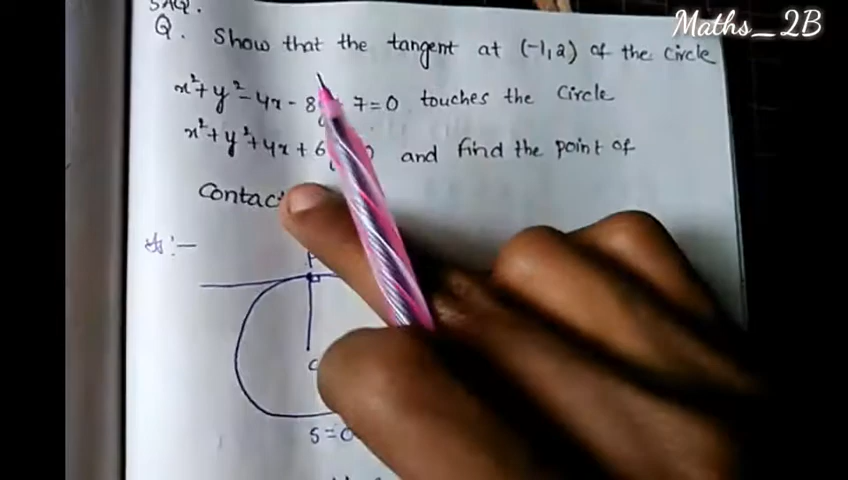 SAQ.
Maths_2B
Q. Show that the tangent at (-1,2) of the circle
x²+y²-4x-8 + 7=0 touches the circle
x²+y²+4x+6 0 and find the point of
Contac
S=0